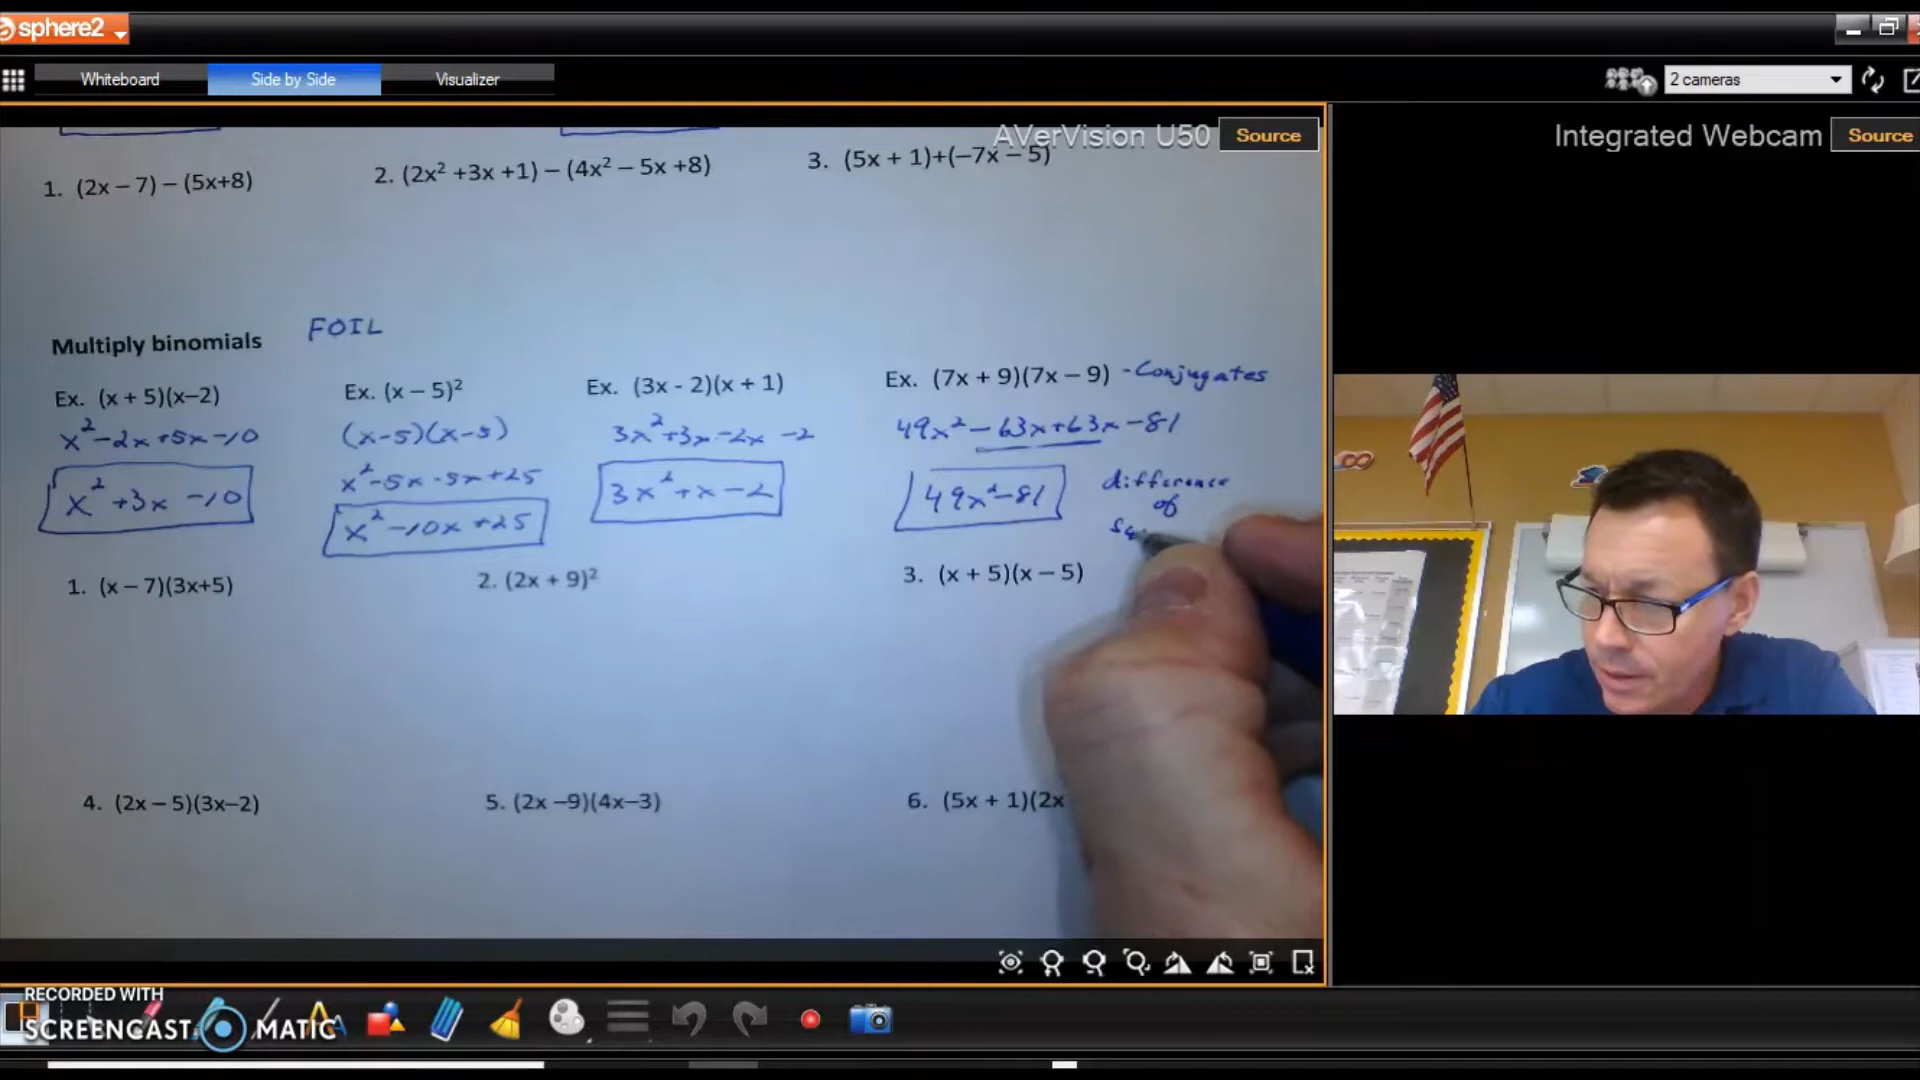 sphere2
Whiteboard
Side by Side
Visualizer
2 cameras
AVerVision U50
Source
Integrated Webcam
Source
1. (2x – 7) – (5x+8)
2. (2x² +3x +1) – (4x² – 5x +8)
3. (5x + 1)+(–7x – 5)
Multiply binomials FOIL
Ex. (x + 5)(x–2)
x² -2x+5x-10
x² +3x -10
Ex. (x – 5)²
(x-5)(x-5)
x²-5x-5x+25
x² -10x +25
Ex. (3x - 2)(x + 1)
3x²+3x-2x -2
3x²+x-2
Ex. (7x + 9)(7x – 9) -Conjugates
49x² -63x+63x -81
49x²-81
difference
of
1. (x – 7)(3x+5)
2. (2x + 9)²
3. (x + 5)(x – 5)
4. (2x – 5)(3x–2)
5. (2x –9)(4x–3)
6. (5x + 1)(2x
RECORDED WITH
SCREENCAST MATIC